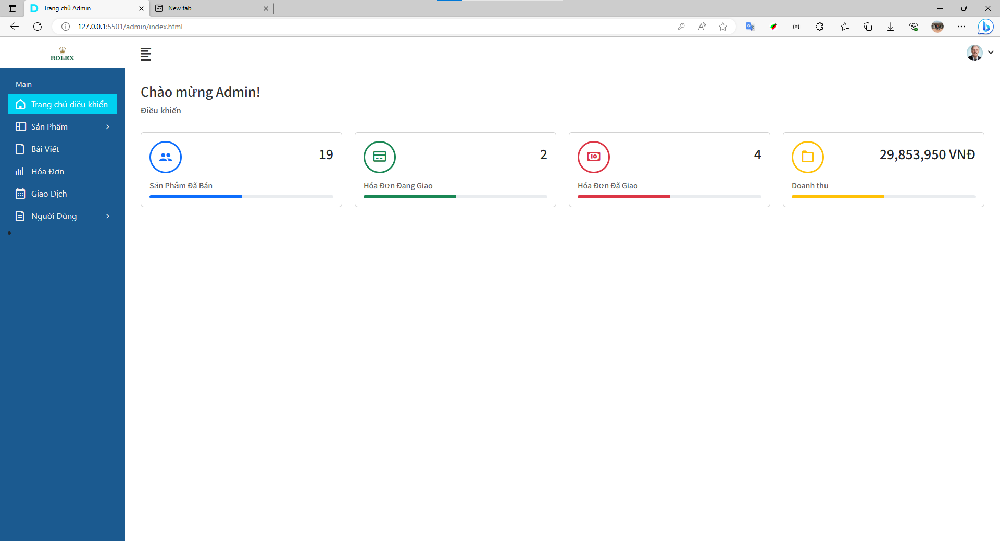 Trang chủ Admin
New tab
127.0.0.1:5501/admin/index.html
ROLEX
Main
Trang chủ điều khiển
Sản Phẩm
Bài Viết
Hóa Đơn
Giao Dịch
Người Dùng
Chào mừng Admin!
Điều khiển
19
Sản Phẩm Đã Bán
2
Hóa Đơn Đang Giao
4
Hóa Đơn Đã Giao
29,853,950 VNĐ
Doanh thu